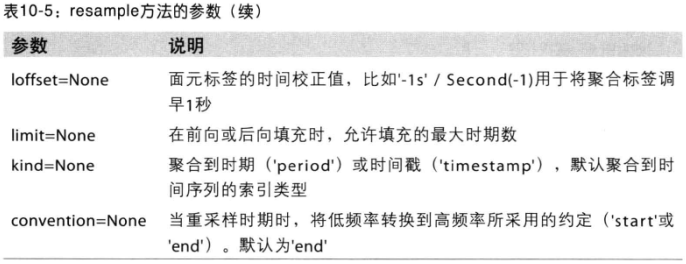 表10-5：resample方法的参数（续）
参数 说明
loffset=None 面元标签的时间校正值，比如'-1s' / Second(-1)用于将聚合标签调
早1秒
limit=None 在前向或后向填充时，允许填充的最大时期数
kind=None 聚合到时期（'period'）或时间戳（'timestamp'），默认聚合到时
间序列的索引类型
convention=None 当重采样时期时，将低频率转换到高频率所采用的约定（'start'或
'end'）。默认为'end'